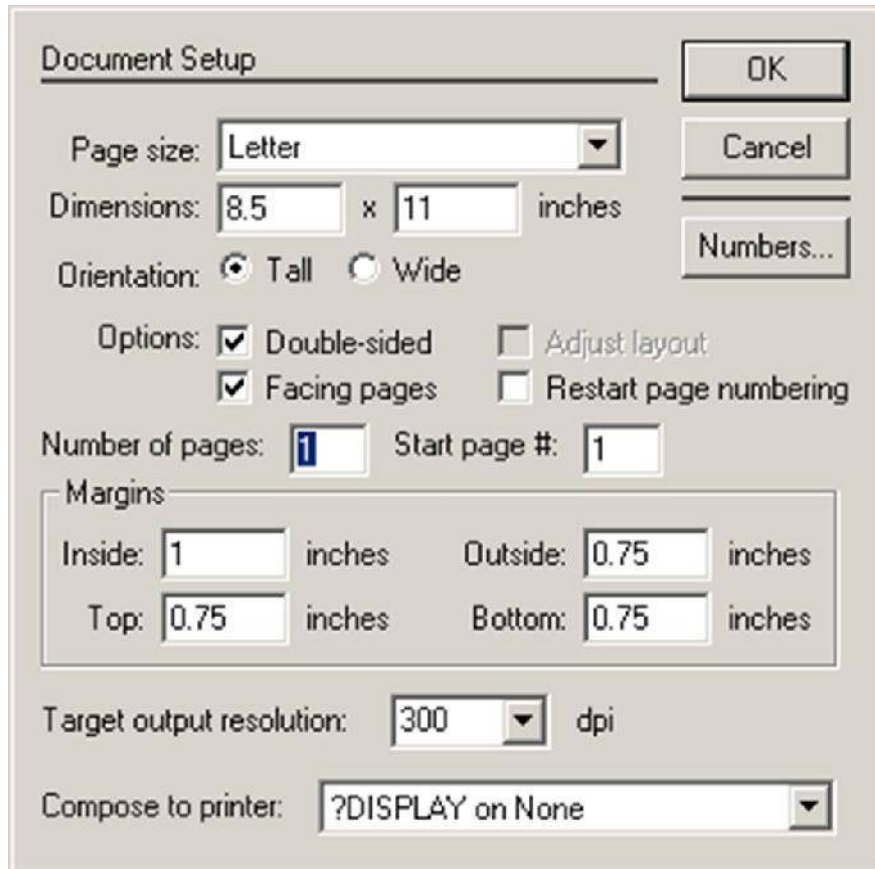 Document Setup
OK
Page size: Letter
Cancel
Dimensions: 8.5 x 11 inches
Numbers...
Orientation: Tall Wide
Options: Double-sided Adjust layout
Facing pages Restart page numbering
Number of pages: 1 Start page #: 1
Margins
Inside: 1 inches Outside: 0.75 inches
Top: 0.75 inches Bottom: 0.75 inches
Target output resolution: 300 dpi
Compose to printer: ?DISPLAY on None